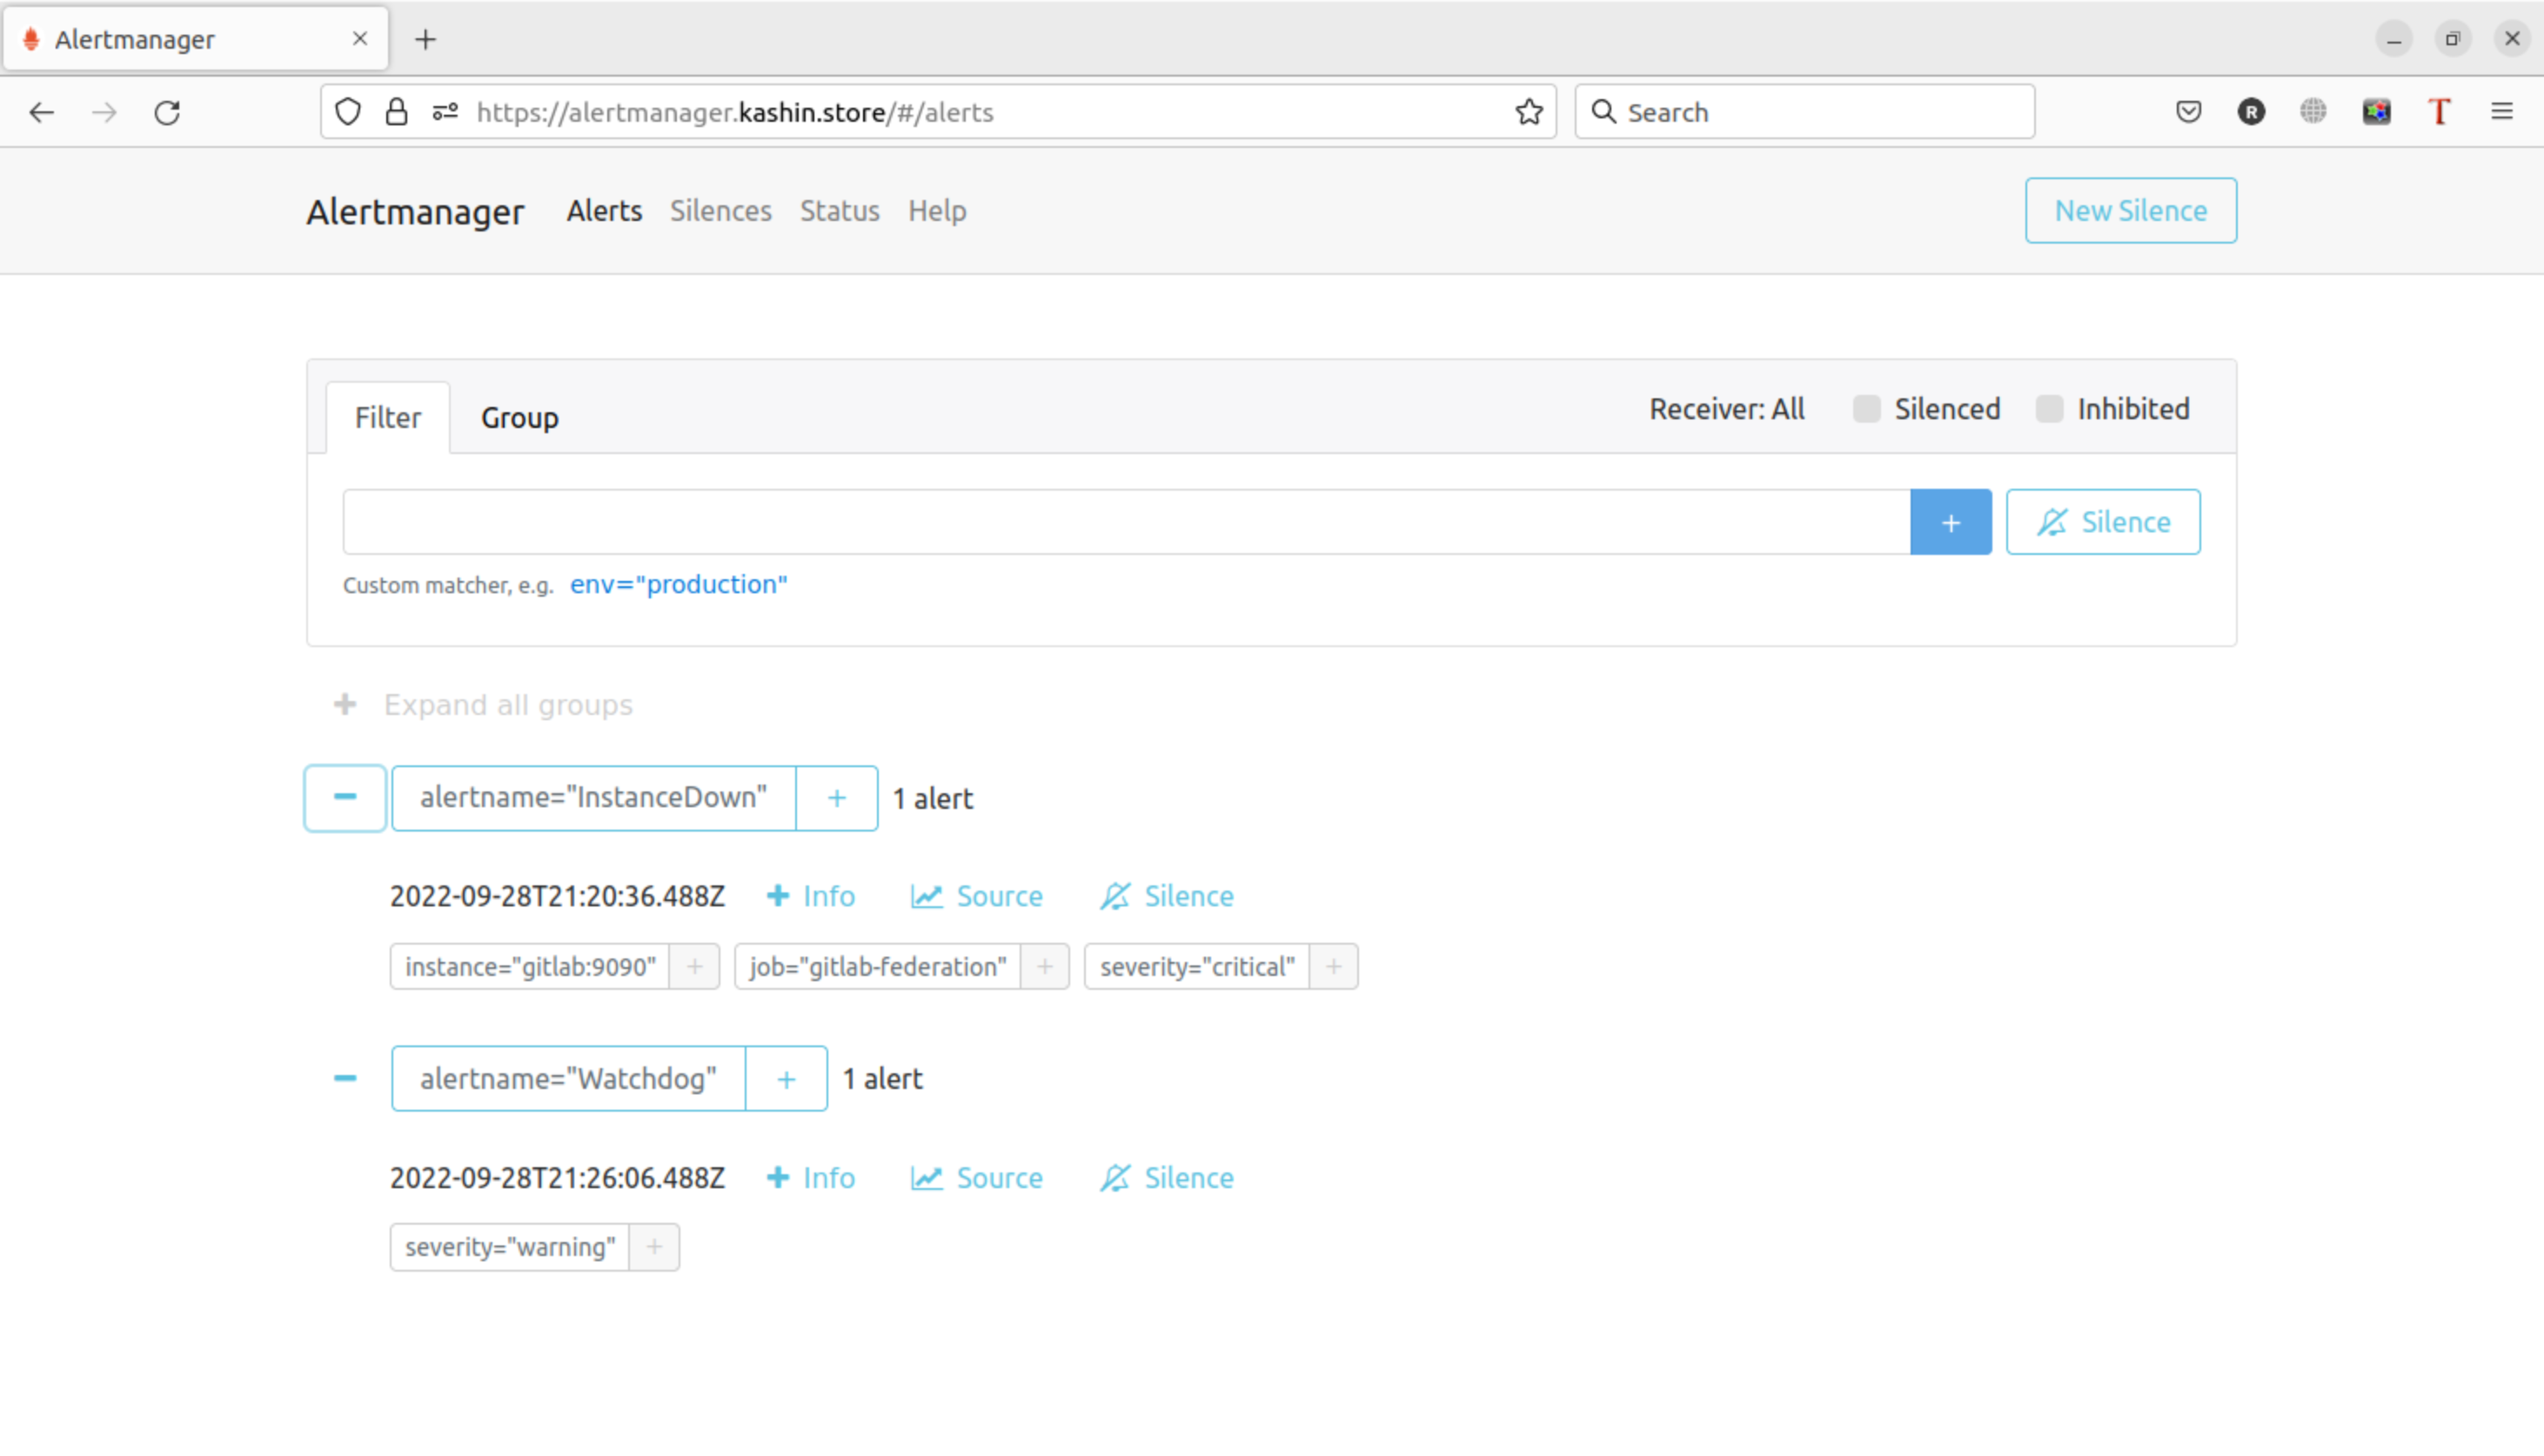 Alertmanager
https://alertmanager.kashin.store/#/alerts Search R T
Alertmanager Alerts Silences Status Help New Silence
Filter Group Receiver: All Silenced Inhibited
+ Silence
Custom matcher, e.g. env="production"
+ Expand all groups
− alertname="InstanceDown" + 1 alert
2022-09-28T21:20:36.488Z + Info Source Silence
instance="gitlab:9090" + job="gitlab-federation" + severity="critical" +
− alertname="Watchdog" + 1 alert
2022-09-28T21:26:06.488Z + Info Source Silence
severity="warning" +